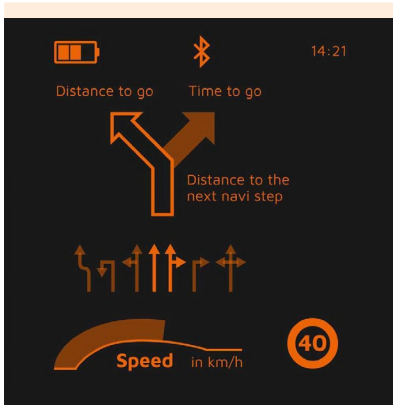 14:21
Distance to go
Time to go
Distance to the
next navi step
Speed in km/h
40